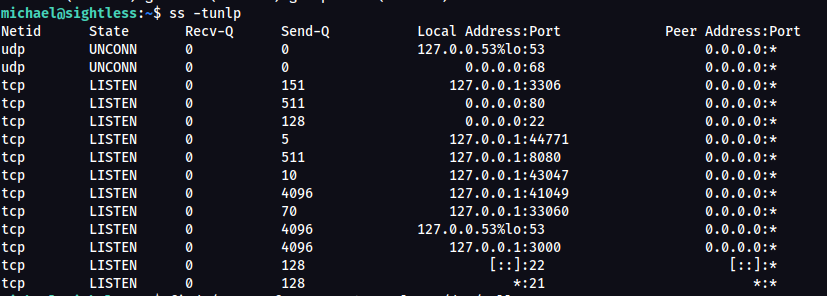 michael@sightless:~$ ss -tunlp
Netid State Recv-Q Send-Q Local Address:Port Peer Address:Port
udp UNCONN 0 0 127.0.0.53%lo:53 0.0.0.0:*
udp UNCONN 0 0 0.0.0.0:68 0.0.0.0:*
tcp LISTEN 0 151 127.0.0.1:3306 0.0.0.0:*
tcp LISTEN 0 511 0.0.0.0:80 0.0.0.0:*
tcp LISTEN 0 128 0.0.0.0:22 0.0.0.0:*
tcp LISTEN 0 5 127.0.0.1:44771 0.0.0.0:*
tcp LISTEN 0 511 127.0.0.1:8080 0.0.0.0:*
tcp LISTEN 0 10 127.0.0.1:43047 0.0.0.0:*
tcp LISTEN 0 4096 127.0.0.1:41049 0.0.0.0:*
tcp LISTEN 0 70 127.0.0.1:33060 0.0.0.0:*
tcp LISTEN 0 4096 127.0.0.53%lo:53 0.0.0.0:*
tcp LISTEN 0 4096 127.0.0.1:3000 0.0.0.0:*
tcp LISTEN 0 128 [::]:22 [::]:*
tcp LISTEN 0 128 *:21 *:*